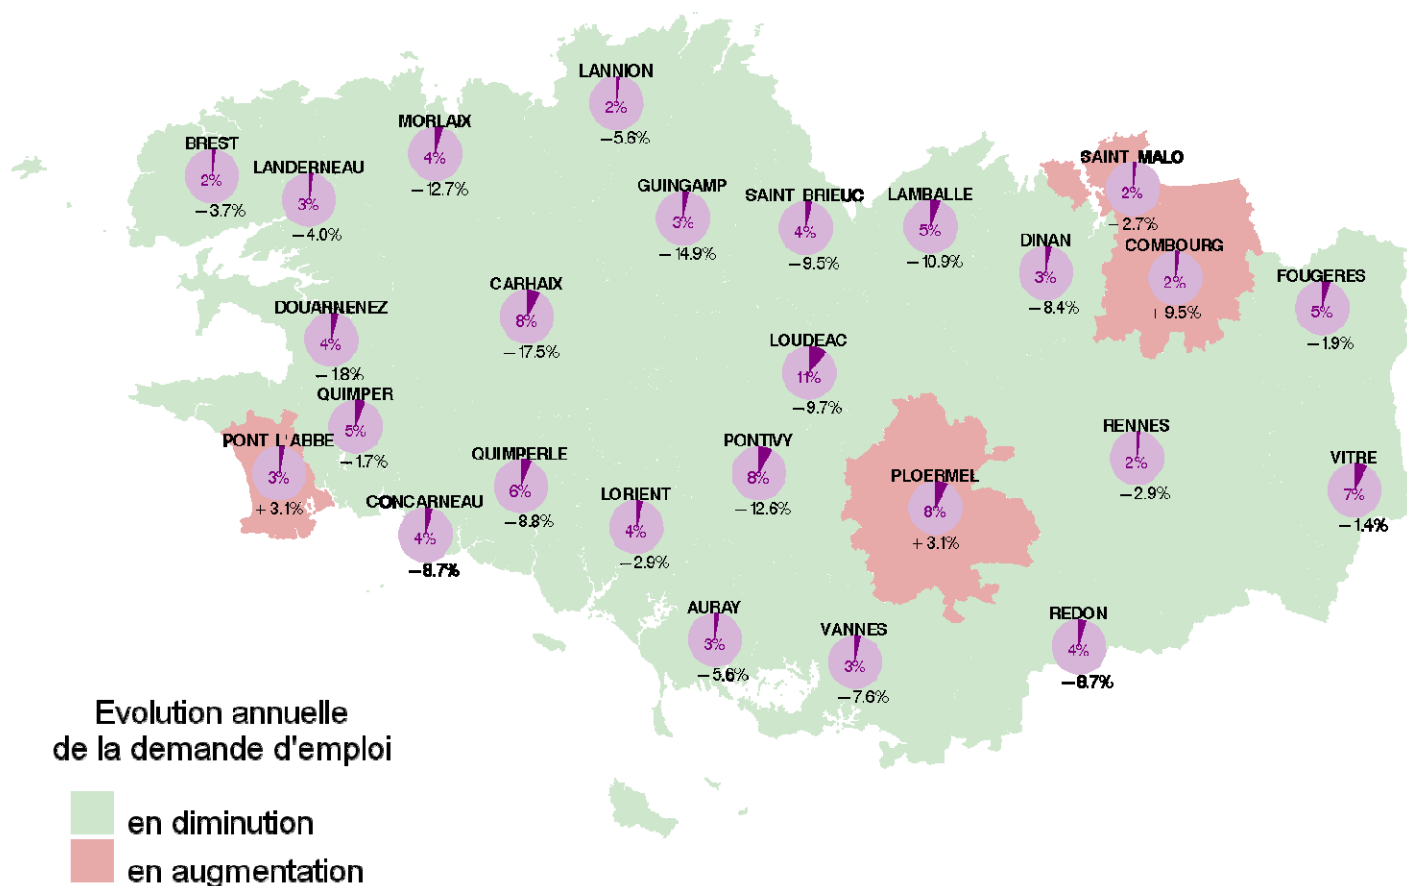 LANNION
2%
−5.6%
MORLAIX
4%
−12.7%
BREST
2%
−3.7%
LANDERNEAU
3%
−4.0%
GUINGAMP
3%
−14.9%
SAINT BRIEUC
4%
−9.5%
LAMBALLE
5%
−10.9%
SAINT MALO
2%
−2.7%
DINAN
3%
−8.4%
COMBOURG
2%
+9.5%
FOUGERES
5%
−1.9%
CARHAIX
8%
−17.5%
DOUARNENEZ
4%
−1.8%
LOUDEAC
11%
−9.7%
QUIMPER
5%
−1.7%
PONT L'ABBE
3%
+3.1%
QUIMPERLE
6%
−8.8%
CONCARNEAU
4%
−8.7%
LORIENT
4%
−2.9%
PONTIVY
8%
−12.6%
PLOERMEL
8%
+3.1%
RENNES
2%
−2.9%
VITRE
7%
−1.4%
AURAY
3%
−5.6%
VANNES
3%
−7.6%
REDON
4%
Evolution annuelle
de la demande d'emploi
en diminution
en augmentation